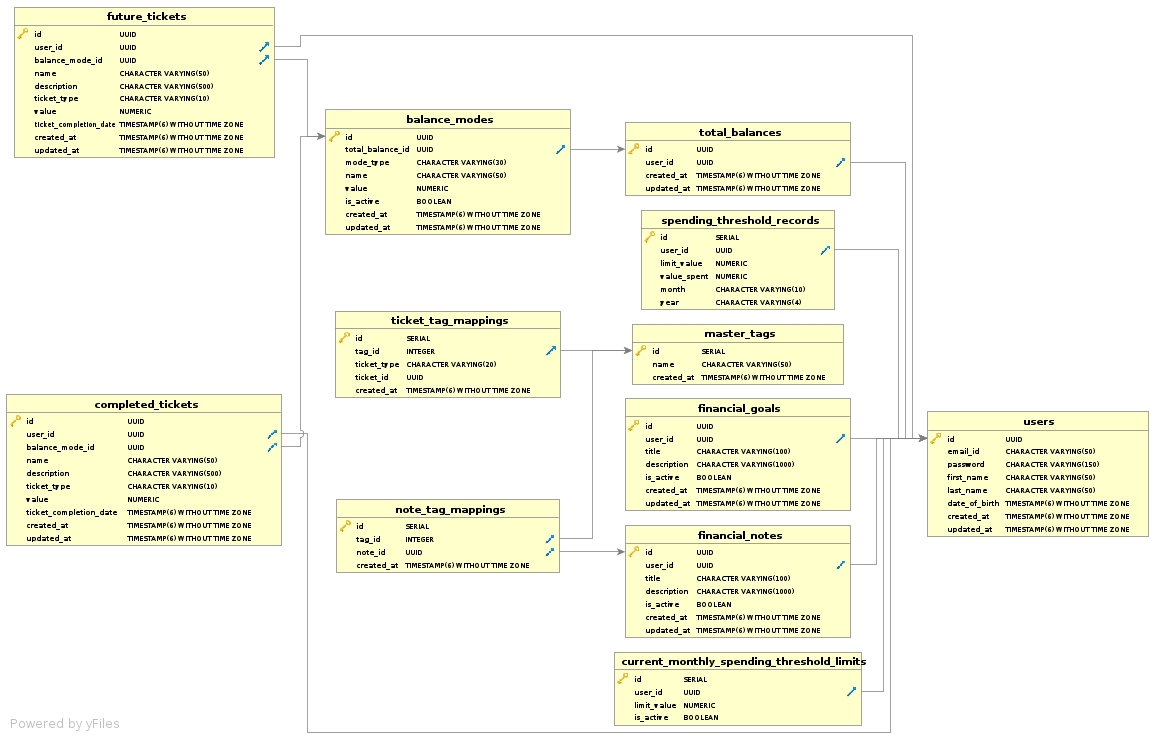 future_tickets
id UUID
user_id UUID
balance_mode_id UUID
name CHARACTER VARYING(50)
description CHARACTER VARYING(500)
ticket_type CHARACTER VARYING(10)
value NUMERIC
ticket_completion_date TIMESTAMP(6) WITHOUT TIME ZONE
created_at TIMESTAMP(6) WITHOUT TIME ZONE
updated_at TIMESTAMP(6) WITHOUT TIME ZONE
balance_modes
id UUID
total_balance_id UUID
mode_type CHARACTER VARYING(30)
name CHARACTER VARYING(50)
value NUMERIC
is_active BOOLEAN
created_at TIMESTAMP(6) WITHOUT TIME ZONE
updated_at TIMESTAMP(6) WITHOUT TIME ZONE
total_balances
id UUID
user_id UUID
created_at TIMESTAMP(6) WITHOUT TIME ZONE
updated_at TIMESTAMP(6) WITHOUT TIME ZONE
spending_threshold_records
id SERIAL
user_id UUID
limit_value NUMERIC
value_spent NUMERIC
month CHARACTER VARYING(10)
year CHARACTER VARYING(4)
ticket_tag_mappings
id SERIAL
tag_id INTEGER
ticket_type CHARACTER VARYING(20)
ticket_id UUID
created_at TIMESTAMP(6) WITHOUT TIME ZONE
master_tags
id SERIAL
name CHARACTER VARYING(50)
created_at TIMESTAMP(6) WITHOUT TIME ZONE
completed_tickets
id UUID
user_id UUID
balance_mode_id UUID
name CHARACTER VARYING(50)
description CHARACTER VARYING(500)
ticket_type CHARACTER VARYING(10)
value NUMERIC
ticket_completion_date TIMESTAMP(6) WITHOUT TIME ZONE
created_at TIMESTAMP(6) WITHOUT TIME ZONE
updated_at TIMESTAMP(6) WITHOUT TIME ZONE
financial_goals
id UUID
user_id UUID
title CHARACTER VARYING(100)
description CHARACTER VARYING(1000)
is_active BOOLEAN
created_at TIMESTAMP(6) WITHOUT TIME ZONE
updated_at TIMESTAMP(6) WITHOUT TIME ZONE
users
id UUID
email_id CHARACTER VARYING(50)
password CHARACTER VARYING(150)
first_name CHARACTER VARYING(50)
last_name CHARACTER VARYING(50)
date_of_birth TIMESTAMP(6) WITHOUT TIME ZONE
created_at TIMESTAMP(6) WITHOUT TIME ZONE
updated_at TIMESTAMP(6) WITHOUT TIME ZONE
note_tag_mappings
id SERIAL
tag_id INTEGER
note_id UUID
created_at TIMESTAMP(6) WITHOUT TIME ZONE
financial_notes
id UUID
user_id UUID
title CHARACTER VARYING(100)
description CHARACTER VARYING(1000)
is_active BOOLEAN
created_at TIMESTAMP(6) WITHOUT TIME ZONE
updated_at TIMESTAMP(6) WITHOUT TIME ZONE
current_monthly_spending_threshold_limits
id SERIAL
user_id UUID
limit_value NUMERIC
is_active BOOLEAN
Powered by yFiles